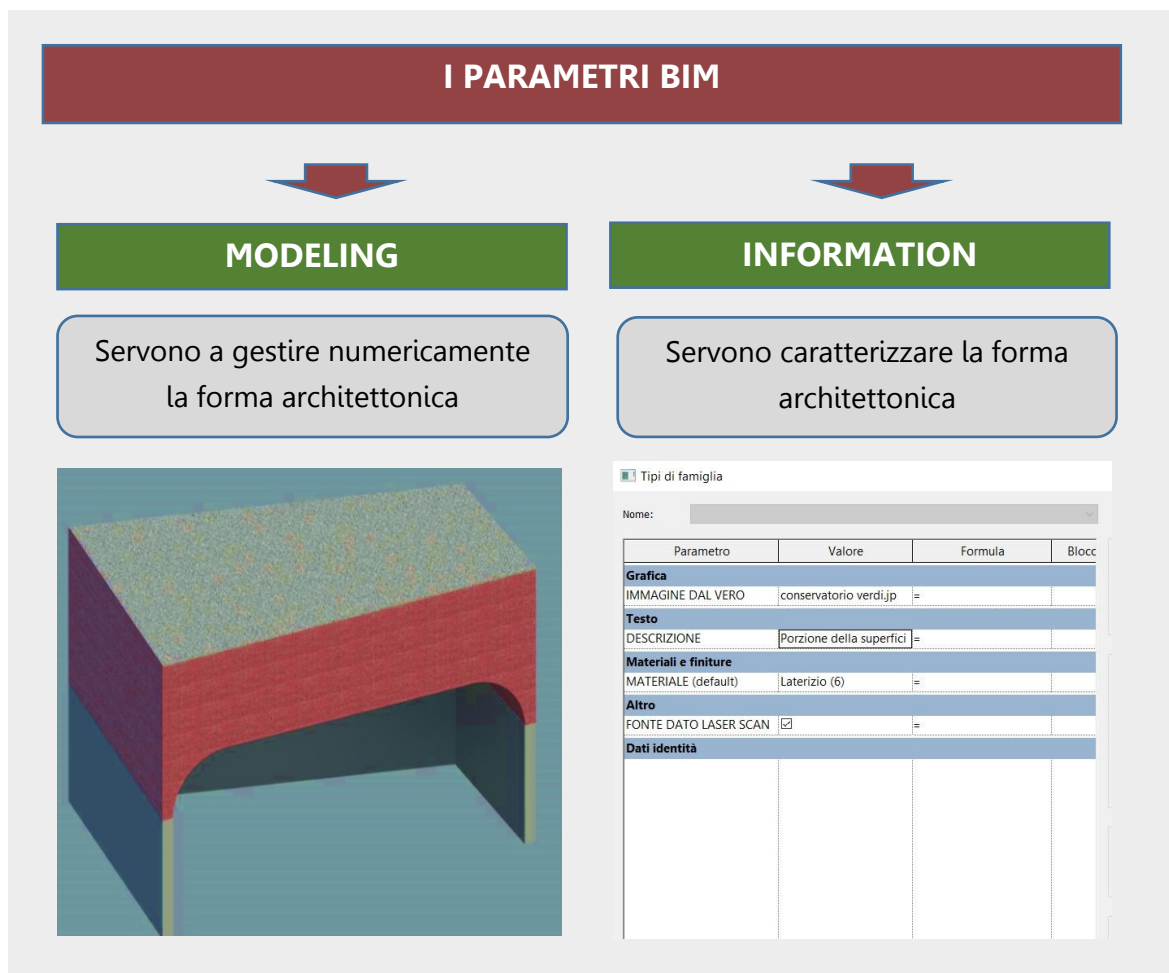 I PARAMETRI BIM
MODELING
INFORMATION
Servono a gestire numericamente
la forma architettonica
Servono caratterizzare la forma
architettonica
Tipi di famiglia
Nome:
Parametro Valore Formula Blocc
Grafica
IMMAGINE DAL VERO conservatorio verdi.jp =
Testo
DESCRIZIONE Porzione della superfici =
Materiali e finiture
MATERIALE (default) Laterizio (6) =
Altro
FONTE DATO LASER SCAN =
Dati identità